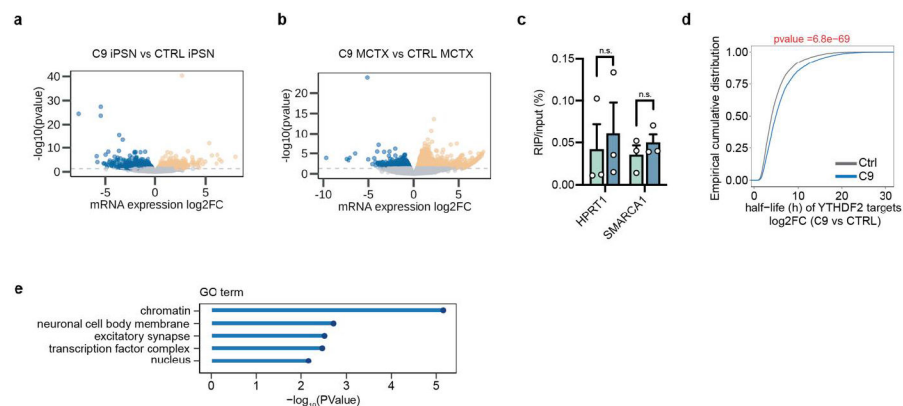 a
C9 iPSN vs CTRL iPSN
-log10(pvalue)
40
30
20
10
0
-5
0
5
mRNA expression log2FC
b
C9 MCTX vs CTRL MCTX
-log10(pvalue)
25
20
15
10
5
0
-10
-5
0
5
mRNA expression log2FC
c
n.s.
n.s.
RIP/input (%)
0.15
0.10
0.05
0.00
HPRT1
SMARCA1
d
pvalue =6.8e−69
Empirical cumulative distribution
1.00
0.75
0.50
0.25
0.00
Ctrl
C9
0
10
20
30
half-life (h) of YTHDF2 targets
log2FC (C9 vs CTRL)
e
GO term
chromatin
neuronal cell body membrane
excitatory synapse
transcription factor complex
nucleus
0
1
2
3
4
5
−log10(PValue)